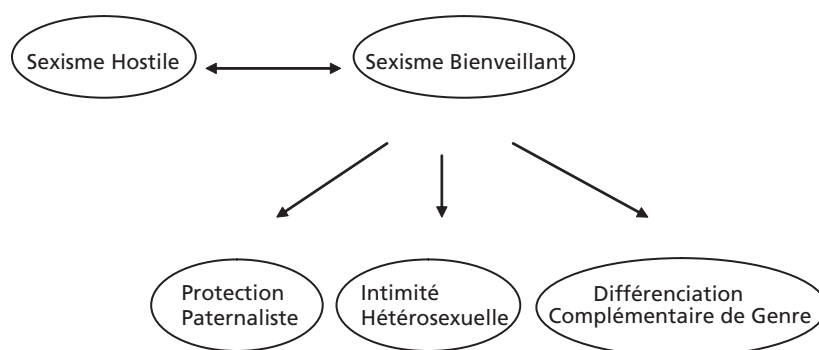 Sexisme Hostile
Sexisme Bienveillant
Protection
Paternaliste
Intimité
Hétérosexuelle
Différenciation
Complémentaire de Genre